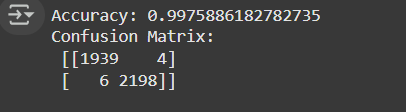 Accuracy: 0.9975886182782735
Confusion Matrix:
[[1939    4]
[   6 2198]]